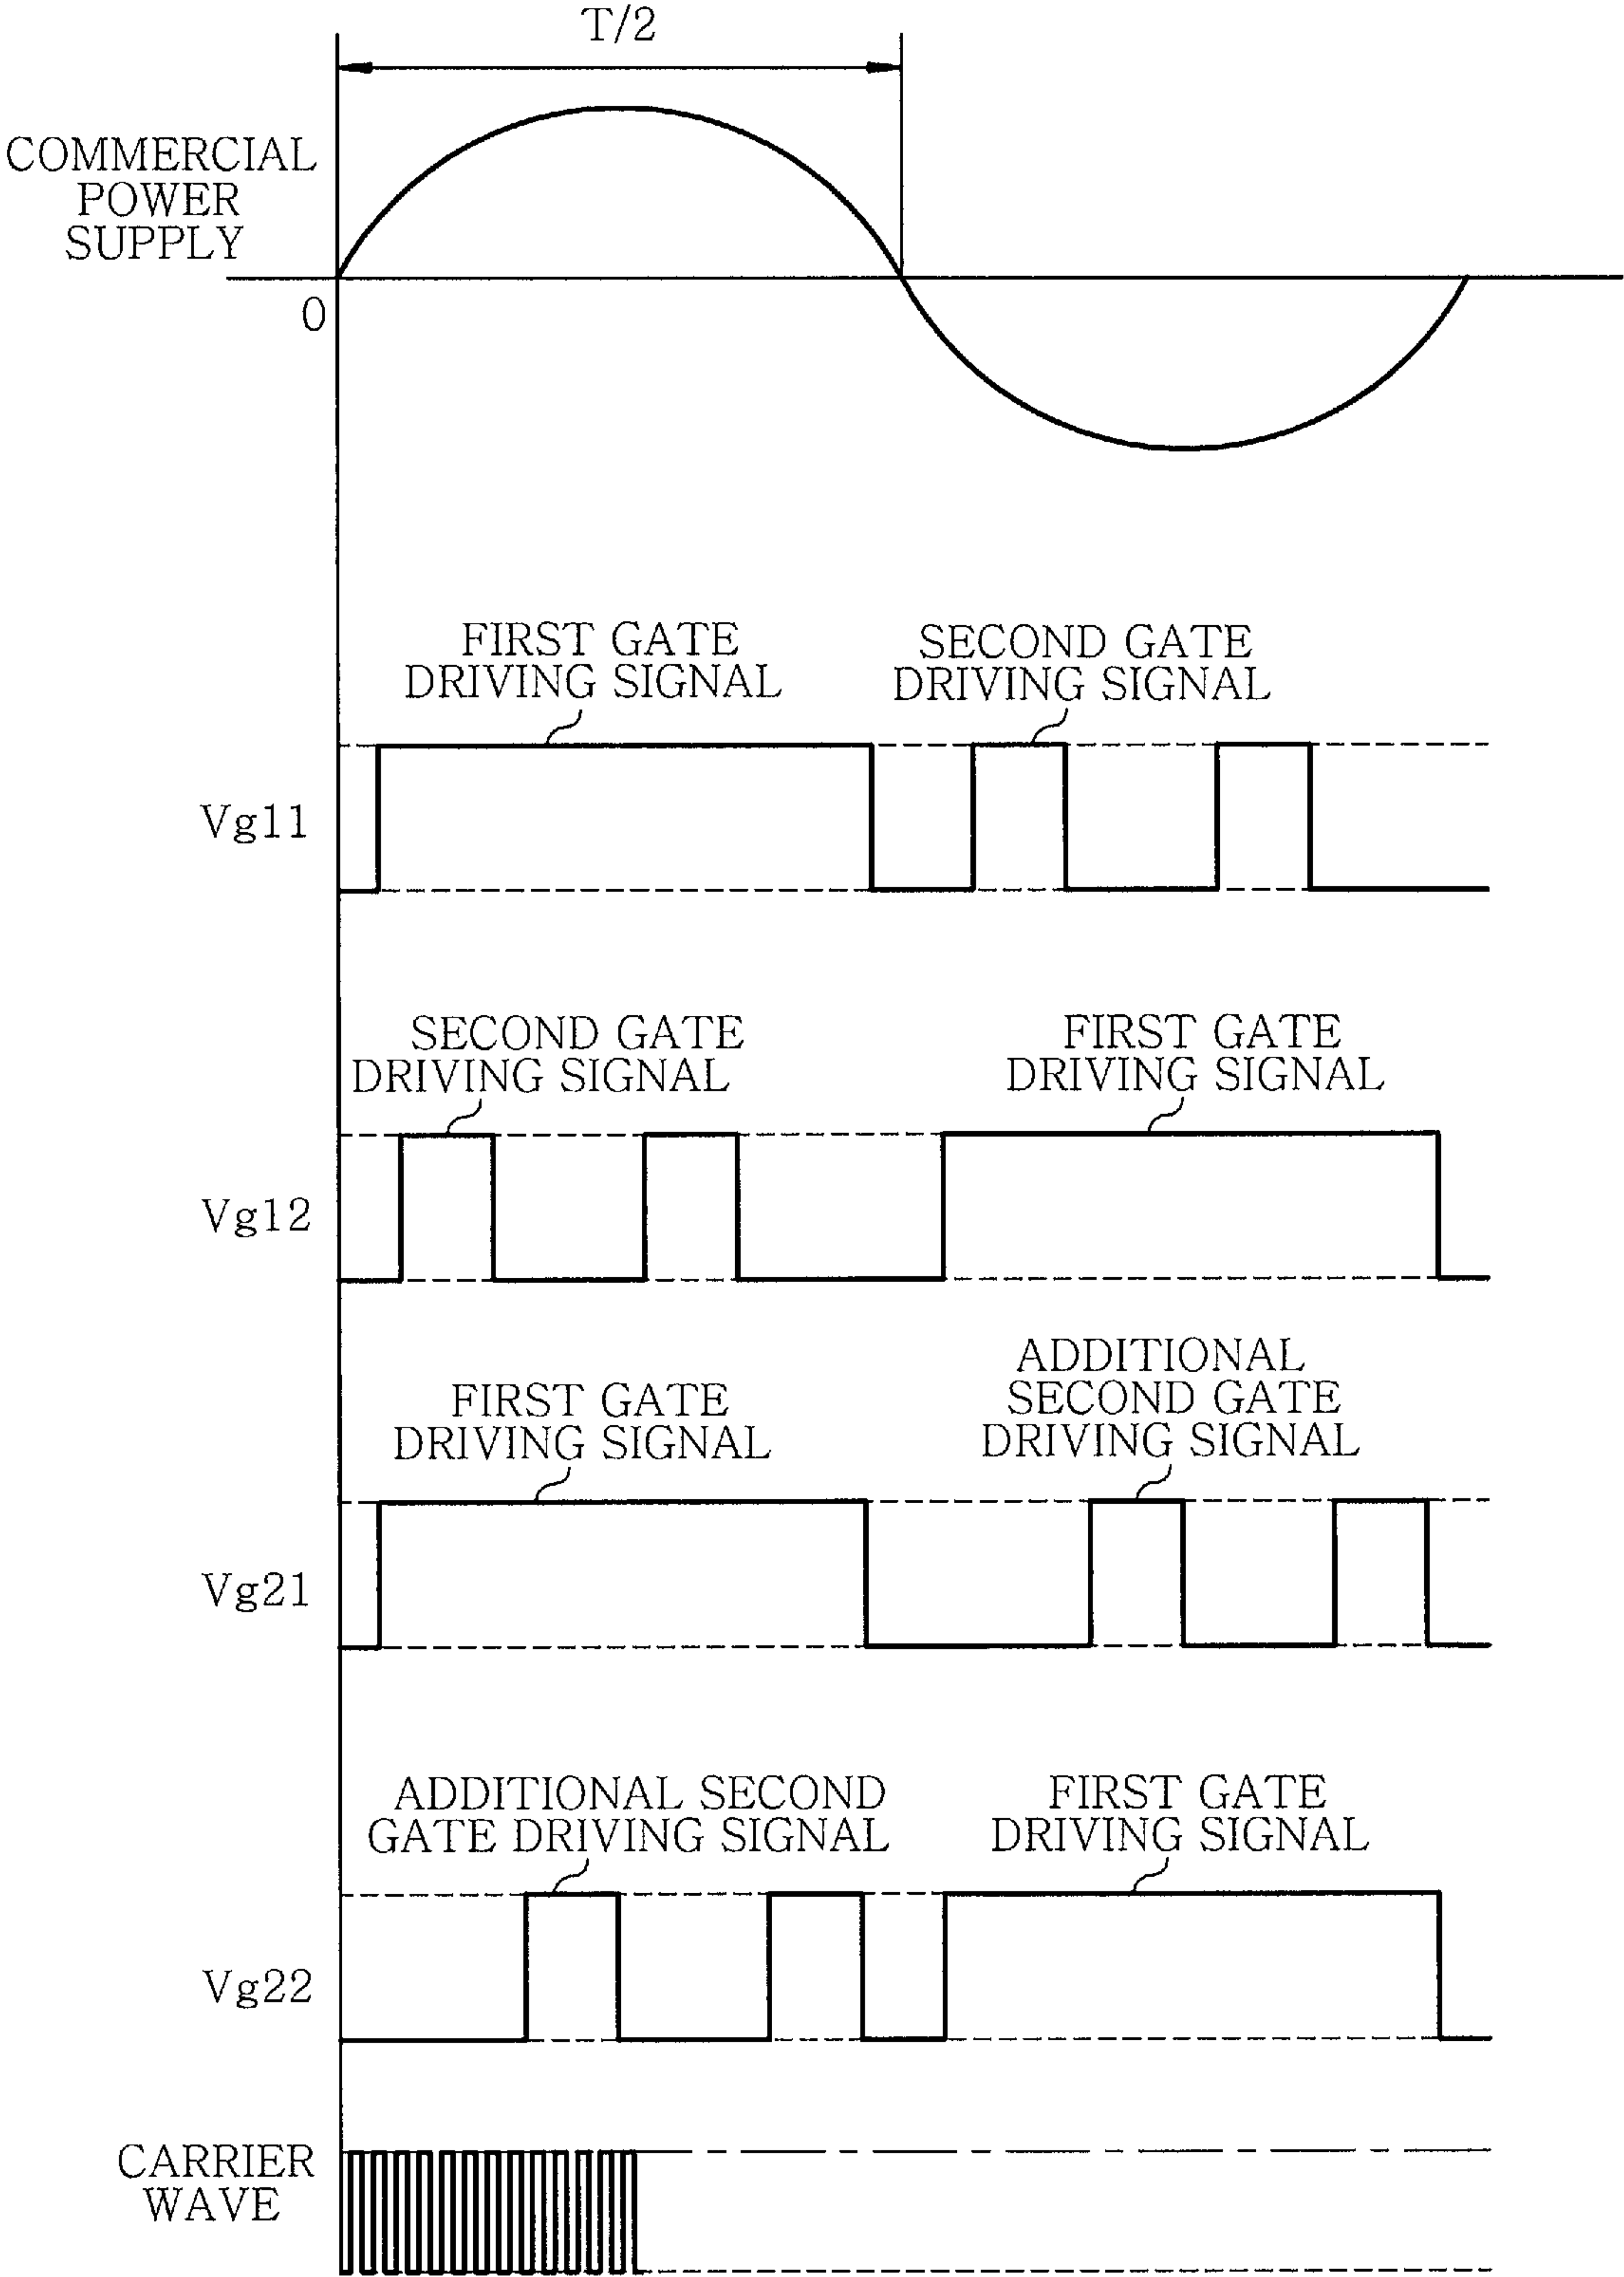 T/2
COMMERCIAL
POWER
SUPPLY
0
FIRST GATE
DRIVING SIGNAL
SECOND GATE
DRIVING SIGNAL
Vg11
SECOND GATE
DRIVING SIGNAL
FIRST GATE
DRIVING SIGNAL
Vg12
FIRST GATE
DRIVING SIGNAL
ADDITIONAL
SECOND GATE
DRIVING SIGNAL
Vg21
ADDITIONAL SECOND
GATE DRIVING SIGNAL
FIRST GATE
DRIVING SIGNAL
Vg22
CARRIER
WAVE